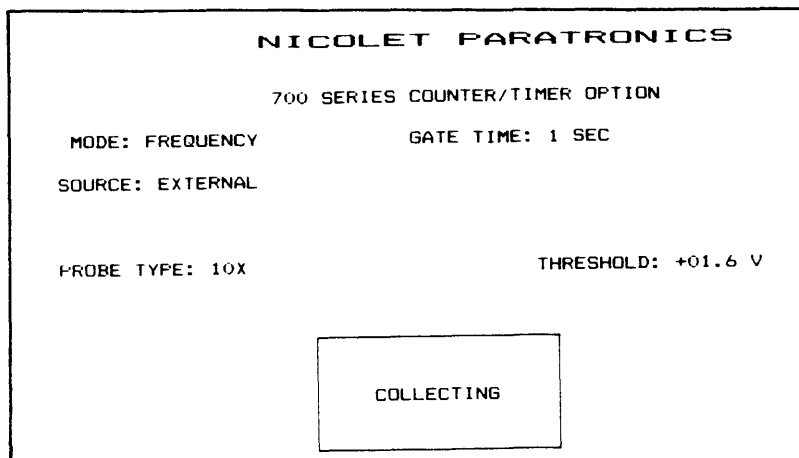 NICOLET PARATRONICS
700 SERIES COUNTER/TIMER OPTION
MODE: FREQUENCY GATE TIME: 1 SEC
SOURCE: EXTERNAL
PROBE TYPE: 10X THRESHOLD: +01.6 V
COLLECTING